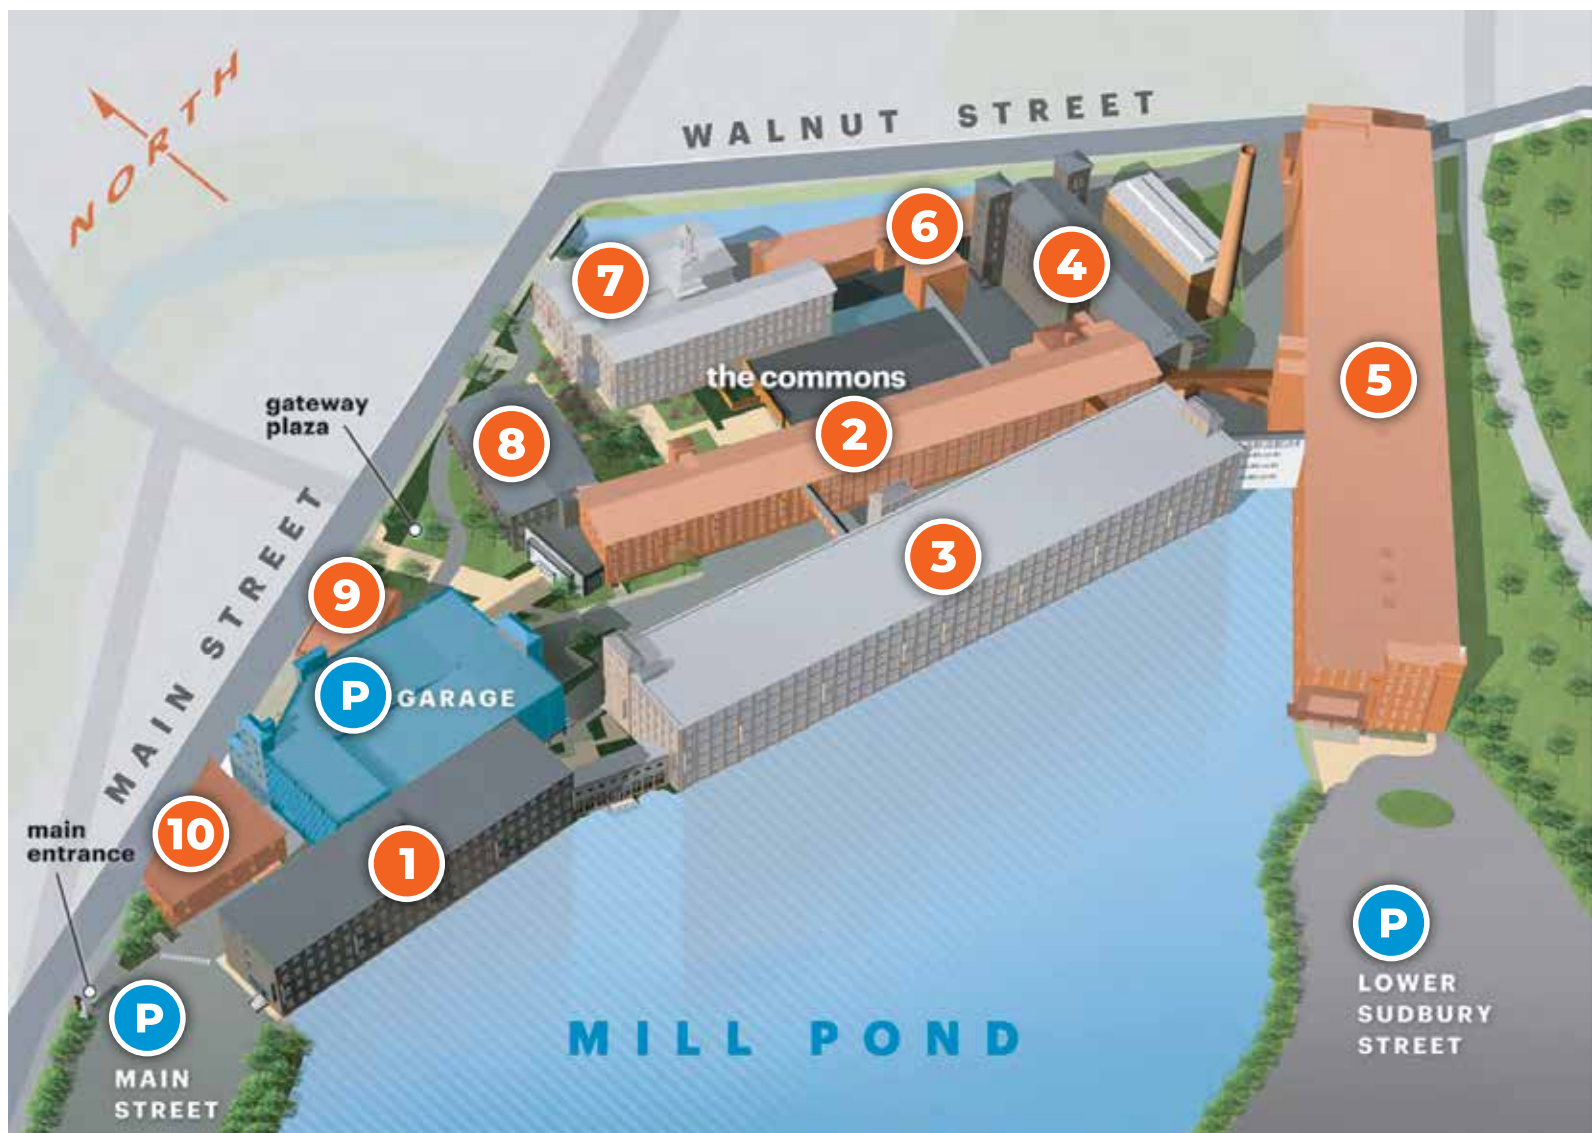 NORTH
WALNUT STREET
6
4
7
5
the commons
gateway
plaza
2
8
3
9
MAIN STREET
P
GARAGE
10
main
entrance
1
P
LOWER
SUDBURY
STREET
P
MILL POND
MAIN
STREET